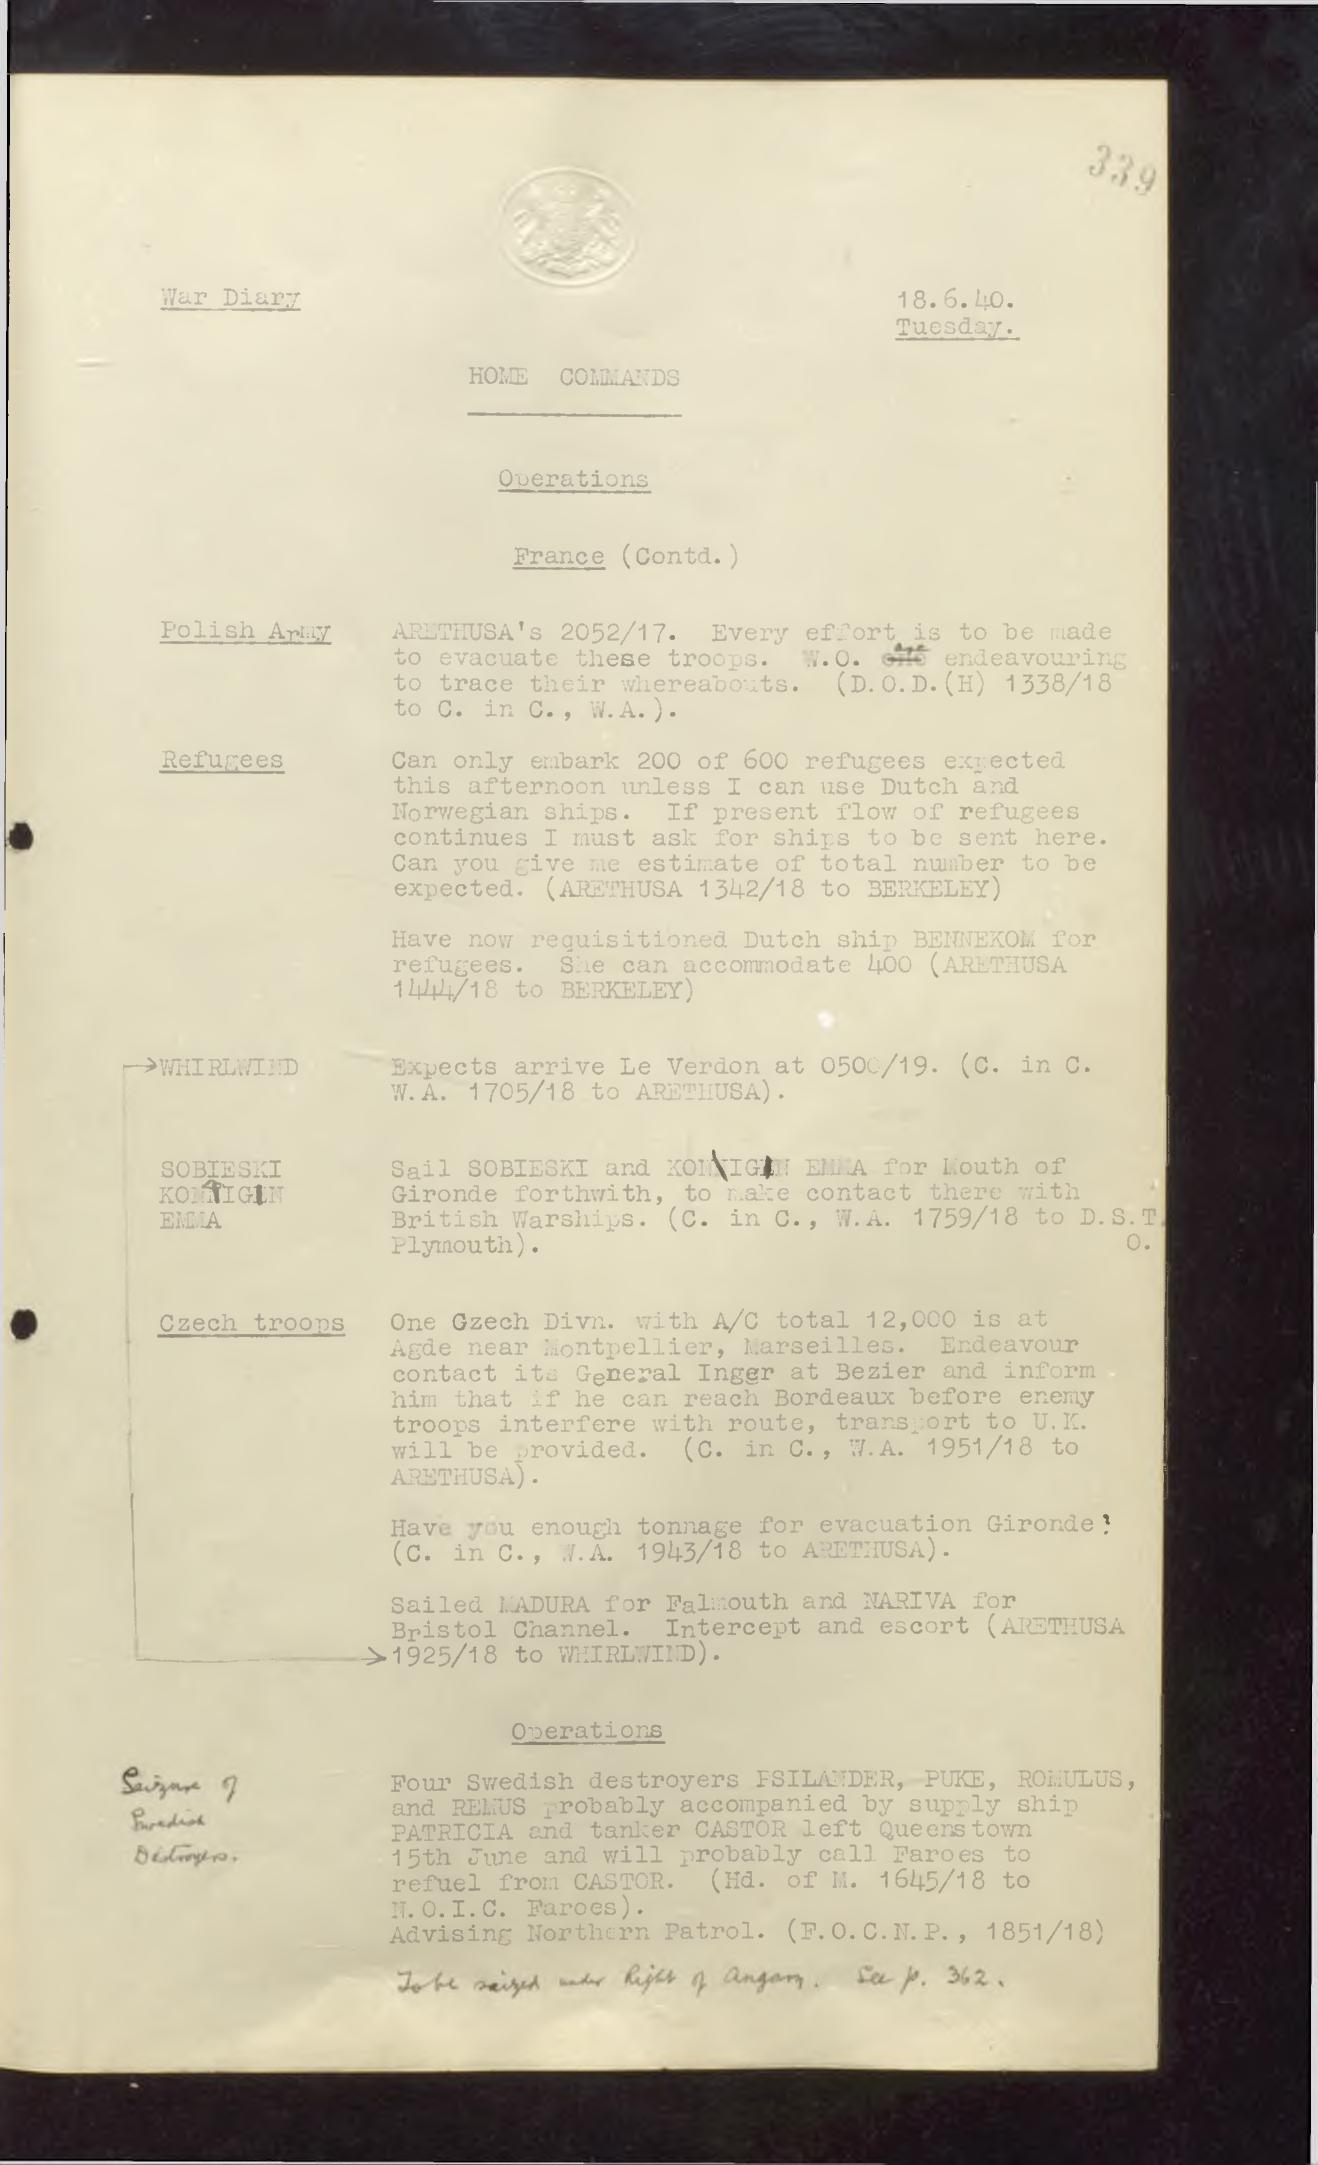 339
War Diary 18.6.40.
Tuesday.
HOME COMMANDS
Operations
France (Contd.)
Polish Army ARETHUSA's 2052/17. Every effort is to be made
to evacuate these troops. W.O. are endeavouring
to trace their whereabouts. (D.O.D.(H) 1338/18
to C. in C., W.A.).
Refugees Can only embark 200 of 600 refugees expected
this afternoon unless I can use Dutch and
Norwegian ships. If present flow of refugees
continues I must ask for ships to be sent here.
Can you give me estimate of total number to be
expected. (ARETHUSA 1342/18 to BERKELEY)
Have now requisitioned Dutch ship BENNEKOM for
refugees. She can accommodate 400 (ARETHUSA
1444/18 to BERKELEY)
WHIRLWIND Expects arrive Le Verdon at 0500/19. (C. in C.
W.A. 1705/18 to ARETHUSA).
SOBIESKI Sail SOBIESKI and KONIGIN EMMA for Mouth of
KONIGIN Gironde forthwith, to make contact there with
EMMA British Warships. (C. in C., W.A. 1759/18 to D.S.T.
Plymouth). O.
Czech troops One Gzech Divn. with A/C total 12,000 is at
Agde near Montpellier, Marseilles. Endeavour
contact its General Inger at Bezier and inform
him that if he can reach Bordeaux before enemy
troops interfere with route, transport to U.K.
will be provided. (C. in C., W.A. 1951/18 to
ARETHUSA).
Have you enough tonnage for evacuation Gironde?
(C. in C., W.A. 1943/18 to ARETHUSA).
Sailed MADURA for Falmouth and NARIVA for
Bristol Channel. Intercept and escort (ARETHUSA
1925/18 to WHIRLWIND).
Operations
Seizure of Four Swedish destroyers PSILANDER, PUKE, ROMULUS,
Swedish and REMUS probably accompanied by supply ship
Destroyers. PATRICIA and tanker CASTOR left Queenstown
15th June and will probably call Faroes to
refuel from CASTOR. (Hd. of M. 1645/18 to
N.O.I.C. Faroes).
Advising Northern Patrol. (F.O.C.N.P., 1851/18)
To be seized under Right of Angary. See p. 362.